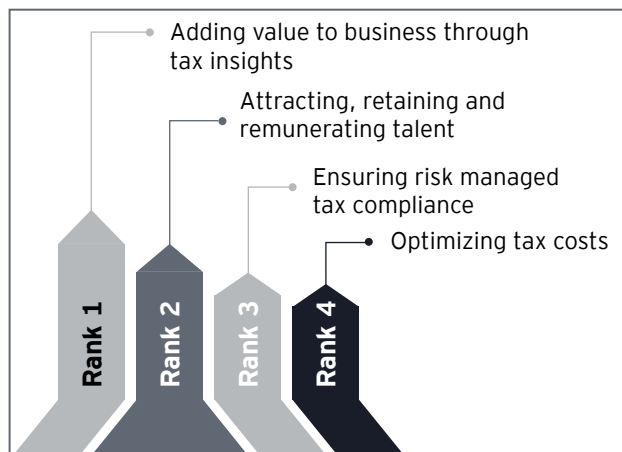 Adding value to business through
tax insights
Attracting, retaining and
remunerating talent
Ensuring risk managed
tax compliance
Optimizing tax costs
Rank 1
Rank 2
Rank 3
Rank 4